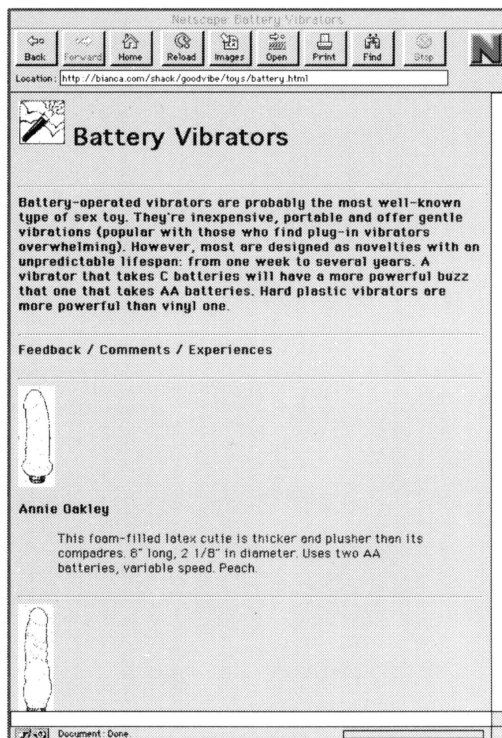 Netscape: Battery Vibrators
Back Forward Home Reload Images Open Print Find Stop
N
Location: http://bianca.com/shack/goodvibe/toys/battery.html
Battery Vibrators
Battery-operated vibrators are probably the most well-known
type of sex toy. They're inexpensive, portable and offer gentle
vibrations (popular with those who find plug-in vibrators
overwhelming). However, most are designed as novelties with an
unpredictable lifespan: from one week to several years. A
vibrator that takes C batteries will have a more powerful buzz
that one that takes AA batteries. Hard plastic vibrators are
more powerful than vinyl one.
Feedback / Comments / Experiences
Annie Oakley
This foam-filled latex cutie is thicker and plusher than its
compadres. 6" long, 2 1/8" in diameter. Uses two AA
batteries, variable speed. Peach.
Document: Done.